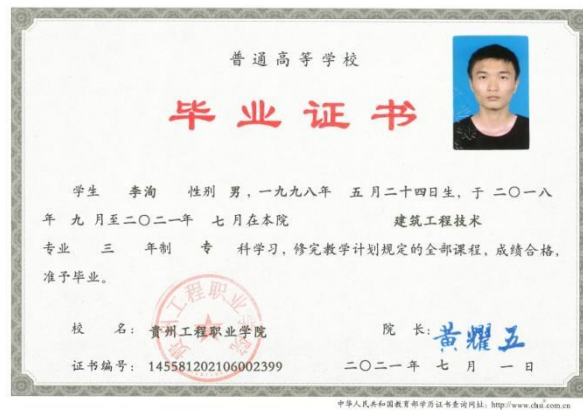 普通高等学校
毕业证书
学生 李洵 性别 男，一九九八年 五月二十四日生，于 二〇一八
年 九 月至二〇二一年 七 月在本院 建筑工程技术
专业 三 年制 专 科学习，修完教学计划规定的全部课程，成绩合格，
准予毕业。
校 名：贵州工程职业学院 院 长：黄耀五
证书编号：145581202106002399 二〇二一年 七 月 一日
中华人民共和国教育部学历证书查询网址：http://www.chsi.com.cn